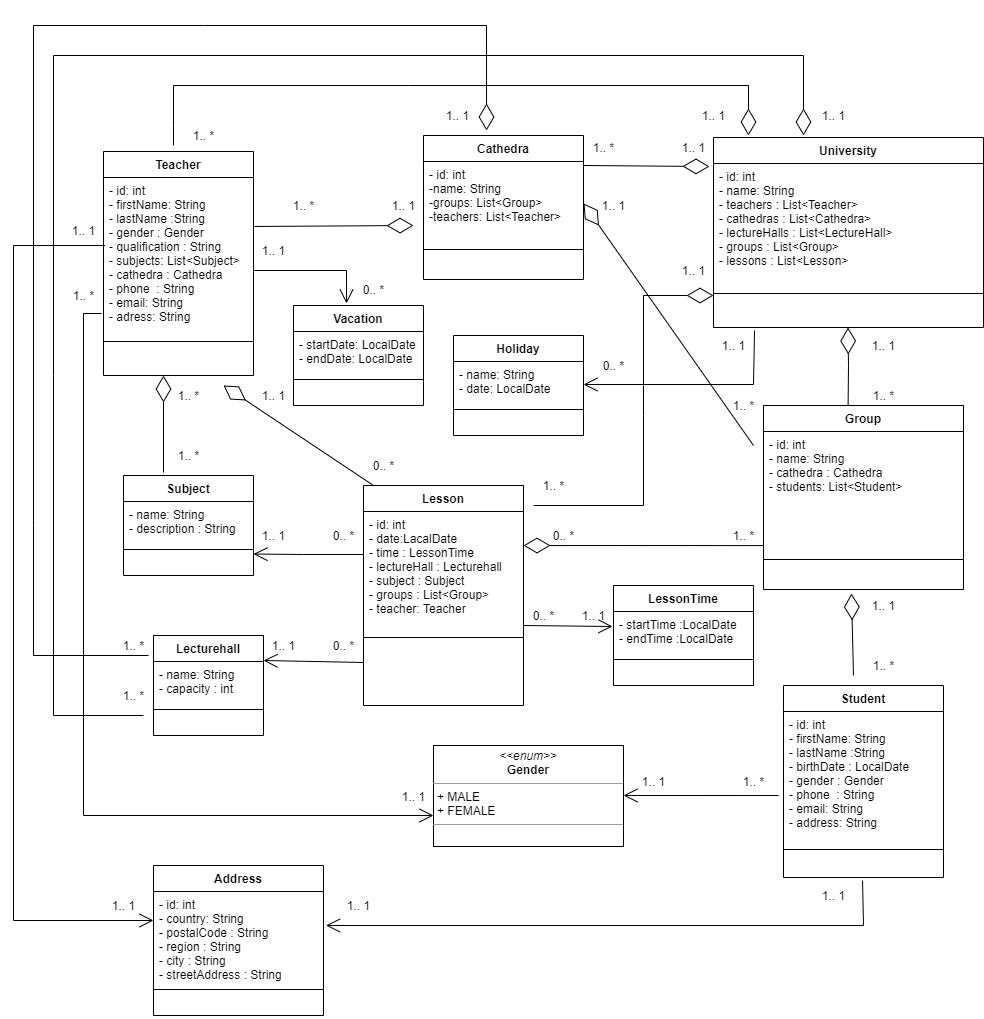 1.. 1
1.. 1
1.. 1
1.. *
Teacher
- id: int
- firstName: String
- lastName :String
- gender : Gender
- qualification : String
- subjects: List<Subject>
- cathedra : Cathedra
- phone  : String
- email: String
- adress: String
1.. *
1.. 1
Cathedra
- id: int
-name: String
-groups: List<Group>
-teachers: List<Teacher>
1.. *
1.. 1
University
- id: int
- name: String
- teachers : List<Teacher>
- cathedras : List<Cathedra>
- lectureHalls : List<LectureHall>
- groups : List<Group>
- lessons : List<Lesson>
1.. 1
1.. 1
1.. 1
1.. 1
1.. *
0.. *
Vacation
- startDate: LocalDate
- endDate: LocalDate
Holiday
- name: String
- date: LocalDate
0.. *
1.. 1
1.. 1
1.. *
1.. *
1.. *
1.. 1
Group
- id: int
- name: String
- cathedra : Cathedra
- students: List<Student>
1.. *
0.. *
1.. *
Subject
- name: String
- description : String
1.. 1
0.. *
Lesson
- id: int
- date:LacalDate
- time : LessonTime
- lectureHall : Lecturehall
- subject : Subject
- groups : List<Group>
- teacher: Teacher
0.. *
1.. *
0.. *
1.. 1
LessonTime
- startTime :LocalDate
- endTime :LocalDate
1.. 1
1.. *
1.. *
1.. *
Lecturehall
- name: String
- capacity : int
1.. 1
0.. *
Student
- id: int
- firstName: String
- lastName :String
- birthDate : LocalDate
- gender : Gender
- phone  : String
- email: String
- address: String
<<enum>>
Gender
+ MALE
+ FEMALE
1.. 1
1.. 1
1.. *
1.. 1
Address
- id: int
- country: String
- postalCode : String
- region : String
- city : String
- streetAddress : String
1.. 1
1.. 1